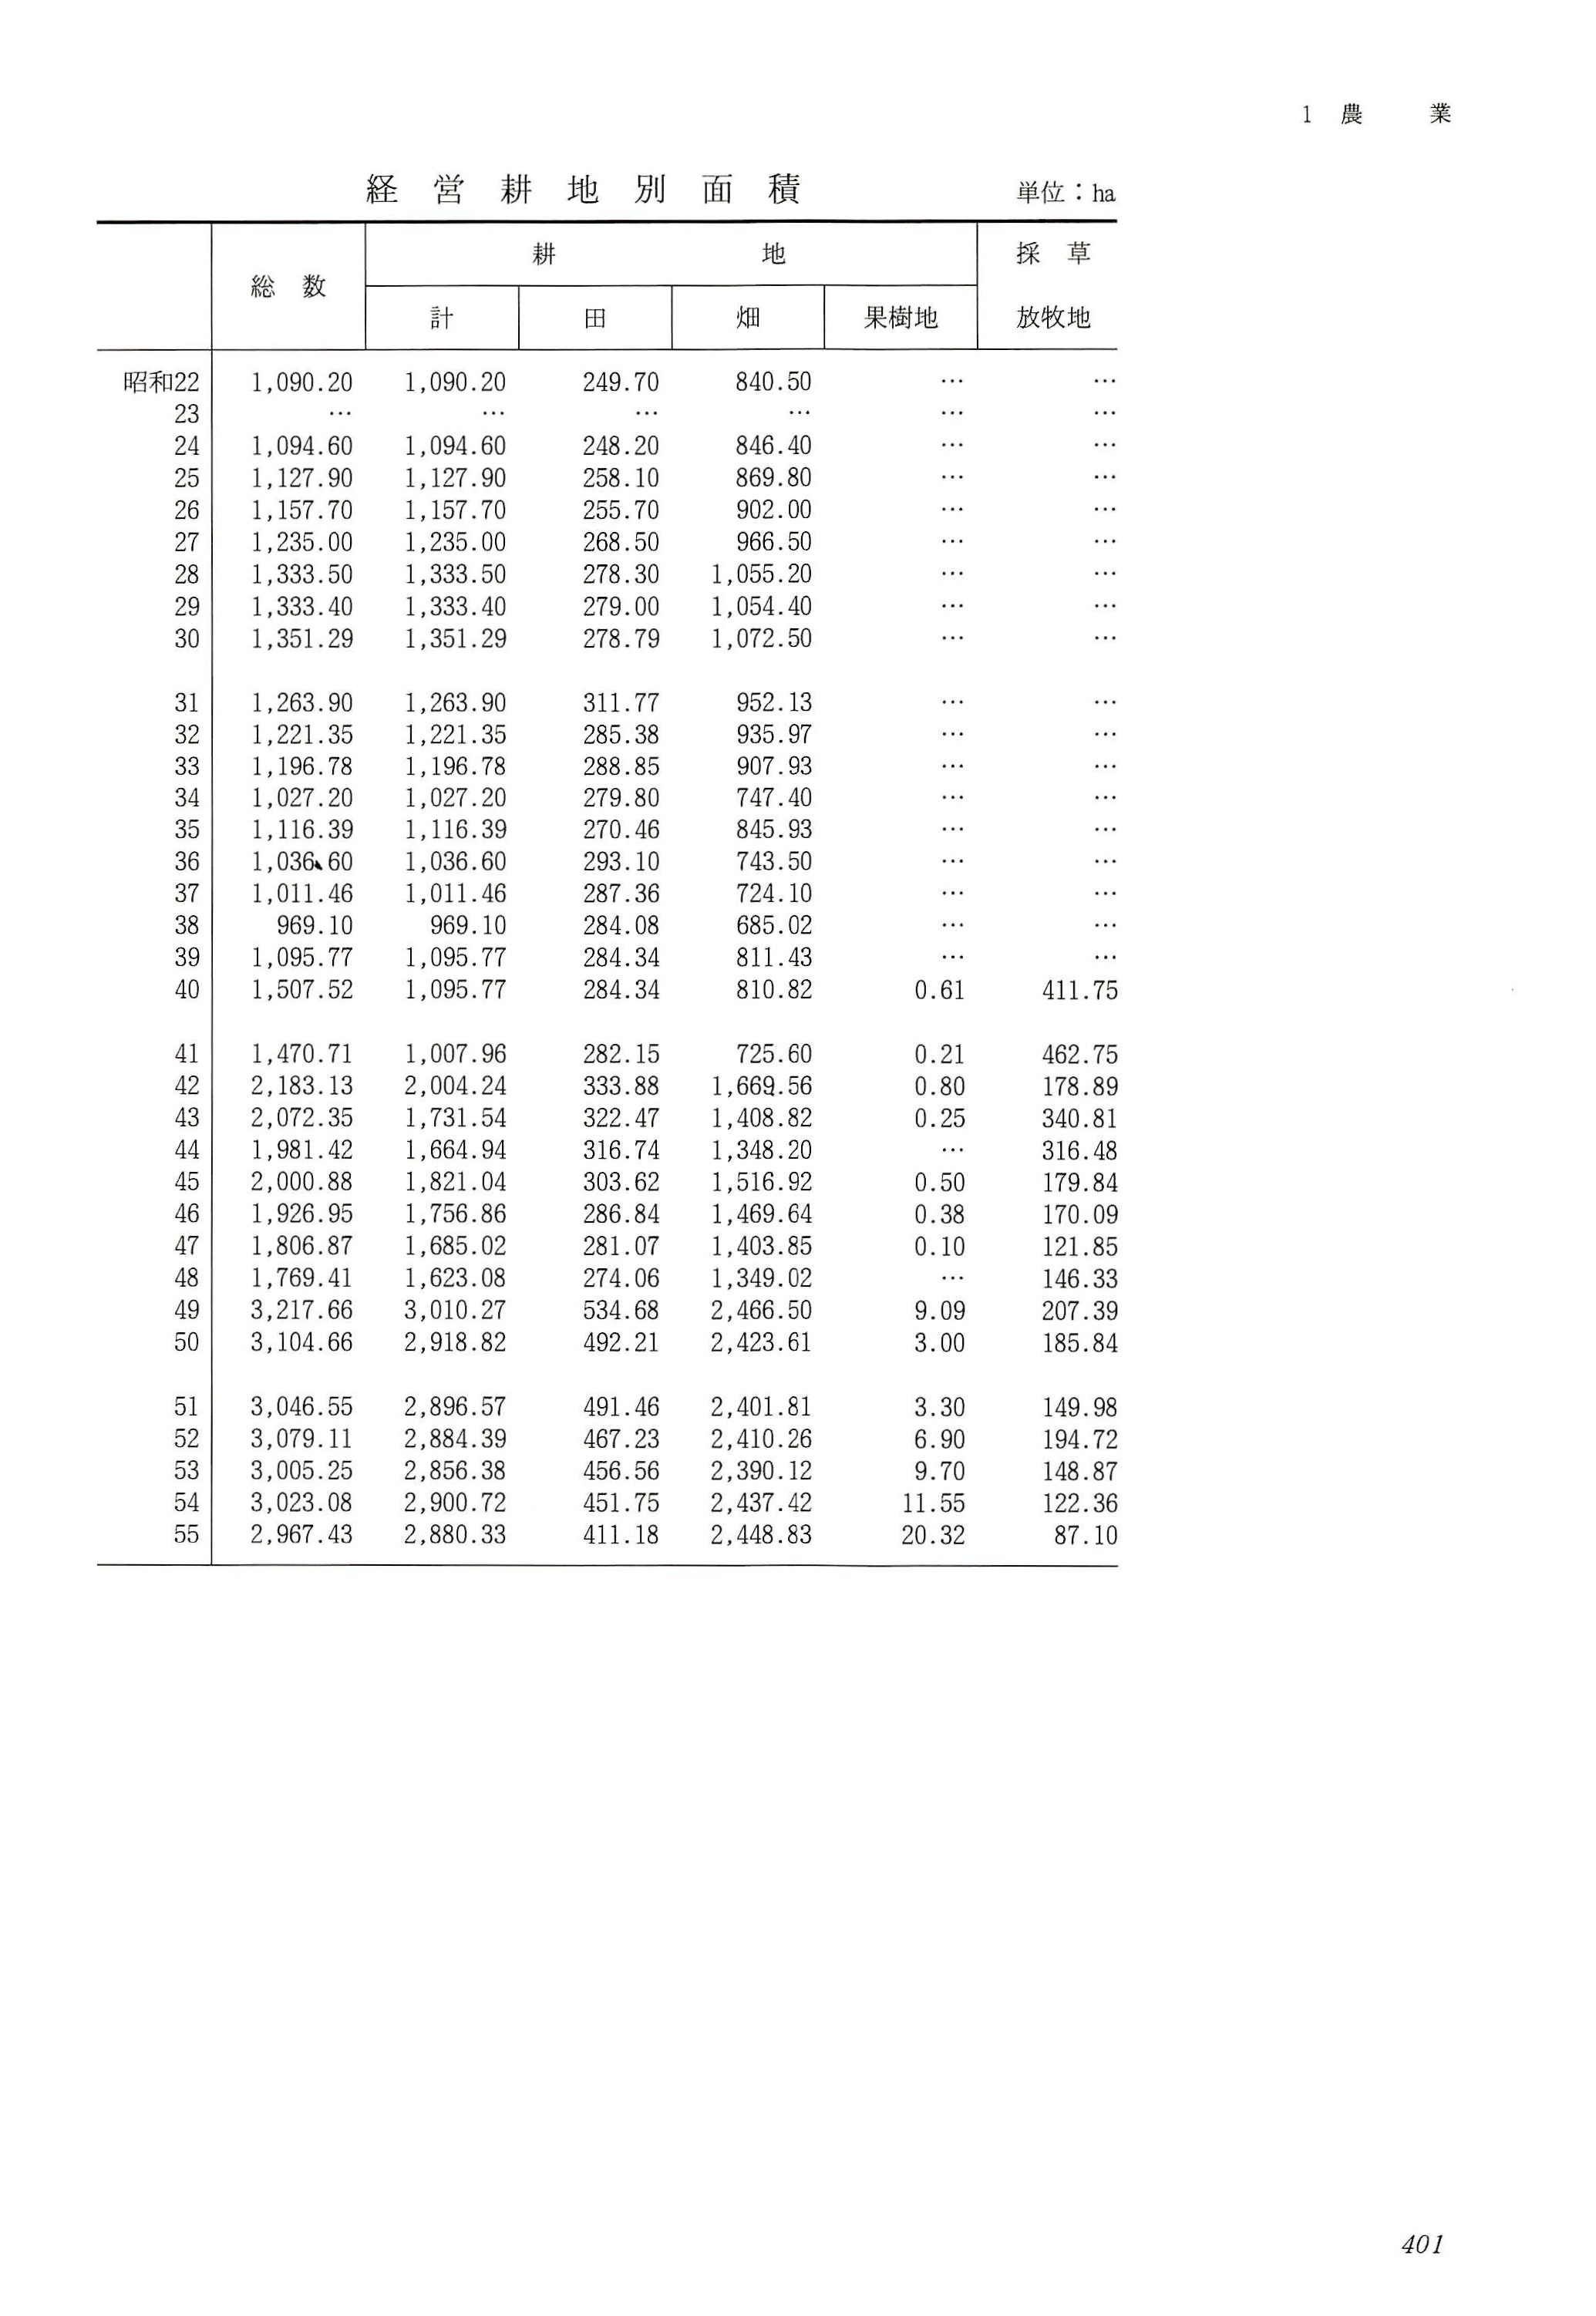 1 農 業
経営耕地別面積 単位：ha
総数 耕地 採草放牧地
計 田 畑 果樹地
昭和22 1,090.20 1,090.20 249.70 840.50 … …
23 … … … … … …
24 1,094.60 1,094.60 248.20 846.40 … …
25 1,127.90 1,127.90 258.10 869.80 … …
26 1,157.70 1,157.70 255.70 902.00 … …
27 1,235.00 1,235.00 268.50 966.50 … …
28 1,333.50 1,333.50 278.30 1,055.20 … …
29 1,333.40 1,333.40 279.00 1,054.40 … …
30 1,351.29 1,351.29 278.79 1,072.50 … …
31 1,263.90 1,263.90 311.77 952.13 … …
32 1,221.35 1,221.35 285.38 935.97 … …
33 1,196.78 1,196.78 288.85 907.93 … …
34 1,027.20 1,027.20 279.80 747.40 … …
35 1,116.39 1,116.39 270.46 845.93 … …
36 1,036.60 1,036.60 293.10 743.50 … …
37 1,011.46 1,011.46 287.36 724.10 … …
38 969.10 969.10 284.08 685.02 … …
39 1,095.77 1,095.77 284.34 811.43 … …
40 1,507.52 1,095.77 284.34 810.82 0.61 411.75
41 1,470.71 1,007.96 282.15 725.60 0.21 462.75
42 2,183.13 2,004.24 333.88 1,669.56 0.80 178.89
43 2,072.35 1,731.54 322.47 1,408.82 0.25 340.81
44 1,981.42 1,664.94 316.74 1,348.20 … 316.48
45 2,000.88 1,821.04 303.62 1,516.92 0.50 179.84
46 1,926.95 1,756.86 286.84 1,469.64 0.38 170.09
47 1,806.87 1,685.02 281.07 1,403.85 0.10 121.85
48 1,769.41 1,623.08 274.06 1,349.02 … 146.33
49 3,217.66 3,010.27 534.68 2,466.50 9.09 207.39
50 3,104.66 2,918.82 492.21 2,423.61 3.00 185.84
51 3,046.55 2,896.57 491.46 2,401.81 3.30 149.98
52 3,079.11 2,884.39 467.23 2,410.26 6.90 194.72
53 3,005.25 2,856.38 456.56 2,390.12 9.70 148.87
54 3,023.08 2,900.72 451.75 2,437.42 11.55 122.36
55 2,967.43 2,880.33 411.18 2,448.83 20.32 87.10
401